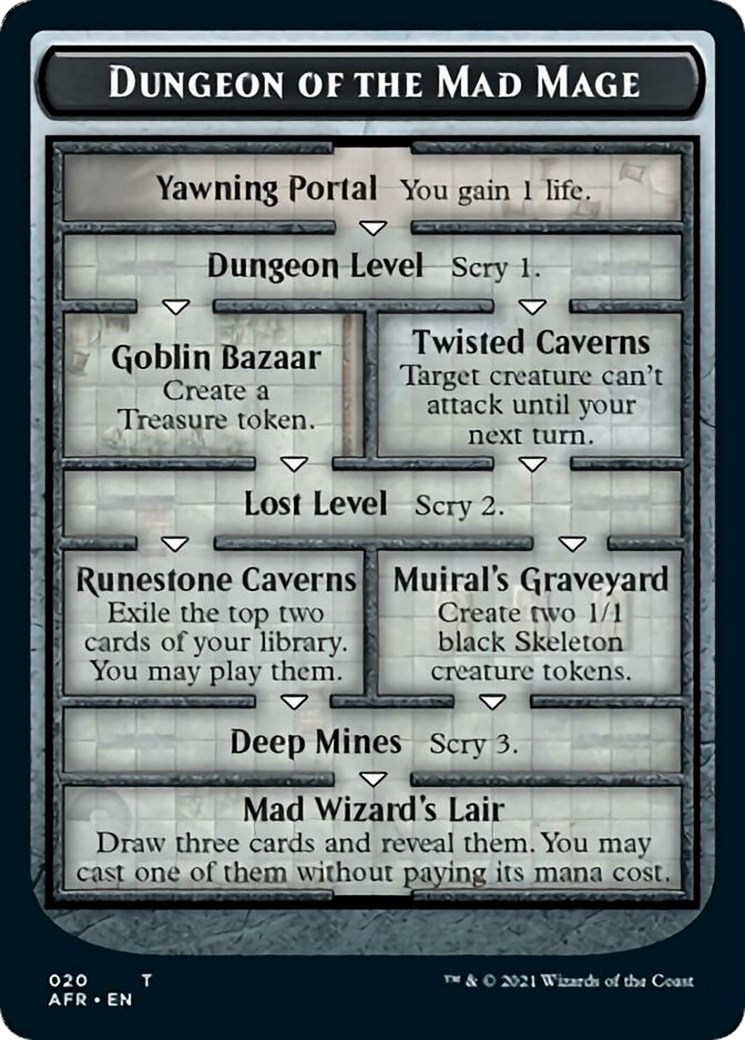 DUNGEON OF THE MAD MAGE
Yawning Portal You gain 1 life.
Dungeon Level Scry 1.
Goblin Bazaar
Create a
Treasure token.
Twisted Caverns
Target creature can't
attack until your
next turn.
Lost Level Scry 2.
Runestone Caverns
Exile the top two
cards of your library.
You may play them.
Muiral's Graveyard
Create two 1/1
black Skeleton
creature tokens.
Deep Mines Scry 3.
Mad Wizard's Lair
Draw three cards and reveal them. You may
cast one of them without paying its mana cost.
020 T
AFR • EN
™ & © 2021 Wizards of the Coast